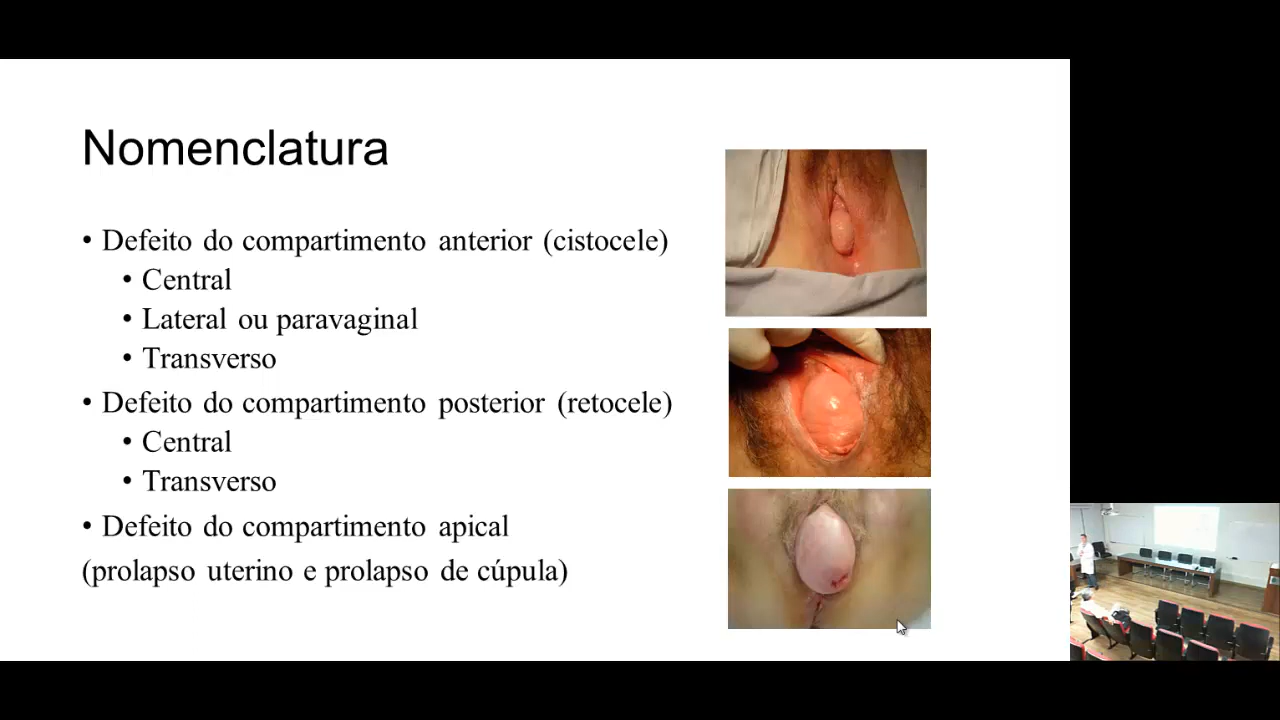 Nomenclatura
• Defeito do compartimento anterior (cistocele)
• Central
• Lateral ou paravaginal
• Transverso
• Defeito do compartimento posterior (retocele)
• Central
• Transverso
• Defeito do compartimento apical
(prolapso uterino e prolapso de cúpula)